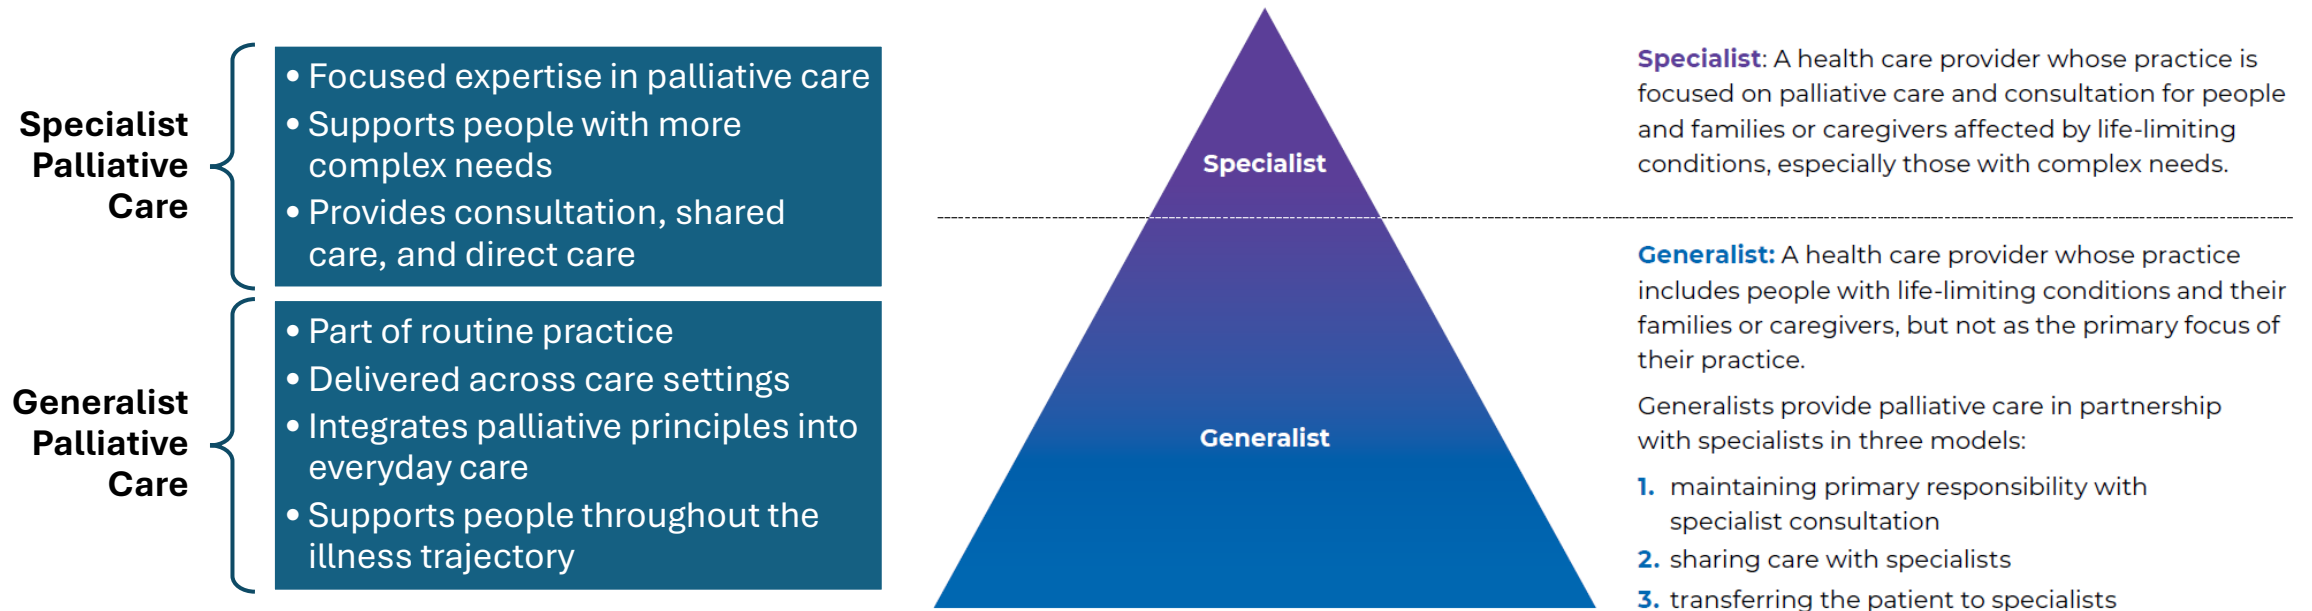 Specialist
Palliative
Care
• Focused expertise in palliative care
• Supports people with more
complex needs
• Provides consultation, shared
care, and direct care
Generalist
Palliative
Care
• Part of routine practice
• Delivered across care settings
• Integrates palliative principles into
everyday care
• Supports people throughout the
illness trajectory
Specialist
Generalist
Specialist: A health care provider whose practice is
focused on palliative care and consultation for people
and families or caregivers affected by life-limiting
conditions, especially those with complex needs.
Generalist: A health care provider whose practice
includes people with life-limiting conditions and their
families or caregivers, but not as the primary focus of
their practice.
Generalists provide palliative care in partnership
with specialists in three models:
1. maintaining primary responsibility with
specialist consultation
2. sharing care with specialists
3. transferring the patient to specialists